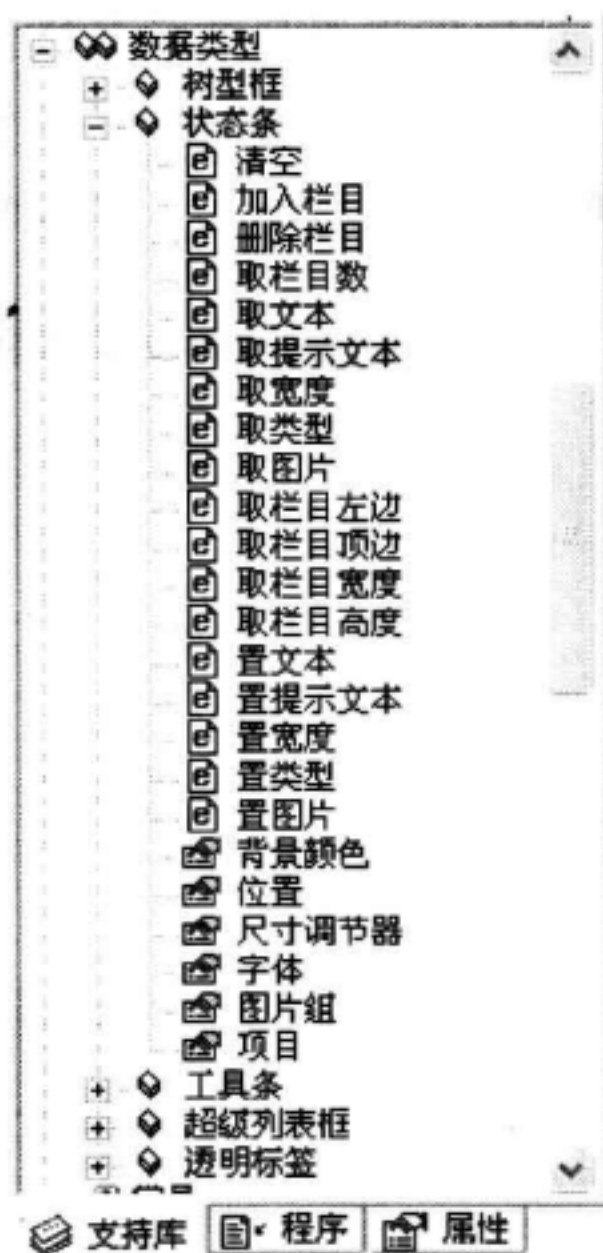 数据类型
树型框
状态条
清空
加入栏目
删除栏目
取栏目数
取文本
取提示文本
取宽度
取类型
取图片
取栏目左边
取栏目顶边
取栏目宽度
取栏目高度
置文本
置提示文本
置宽度
置类型
置图片
背景颜色
位置
尺寸调节器
字体
图片组
项目
工具条
超级列表框
透明标签
支持库 程序 属性